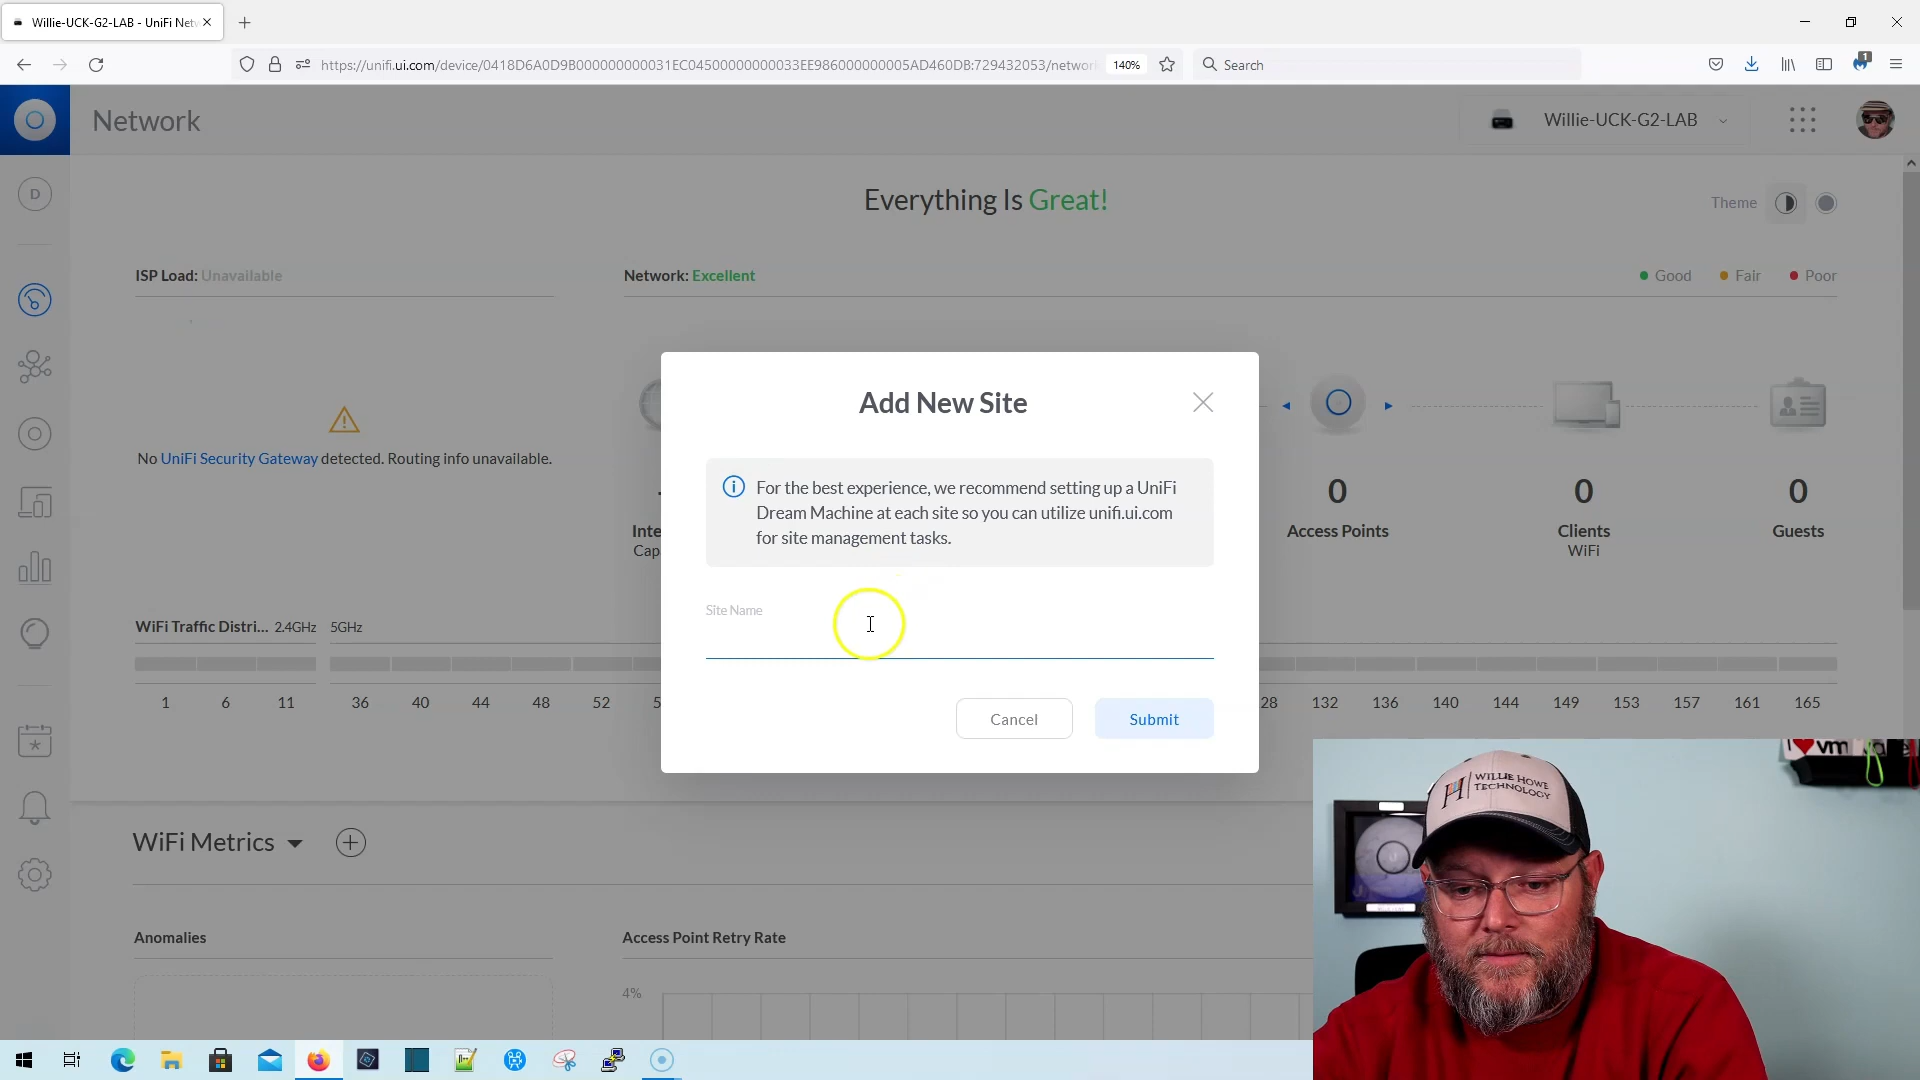 Willie-UCK-G2-LAB - UniFi Net
https://unifi.ui.com/device/0418D6A0D9B000000000031EC04500000000033EE986000000005AD460DB:729432053/networ
140%
Search
1
Network
Willie-UCK-G2-LAB
D
Everything Is Great!
Theme
ISP Load: Unavailable
Network: Excellent
Good
Fair
Poor
No UniFi Security Gateway detected. Routing info unavailable.
Inte
Cap
Add New Site
For the best experience, we recommend setting up a UniFi
Dream Machine at each site so you can utilize unifi.ui.com
for site management tasks.
Site Name
Cancel
Submit
0
Access Points
0
Clients
WiFi
0
Guests
WiFi Traffic Distri... 2.4GHz 5GHz
1 6 11 36 40 44 48 52 5
28 132 136 140 144 149 153 157 161 165
WiFi Metrics
Anomalies
Access Point Retry Rate
4%
WILLIE HOWE
TECHNOLOGY
I vm